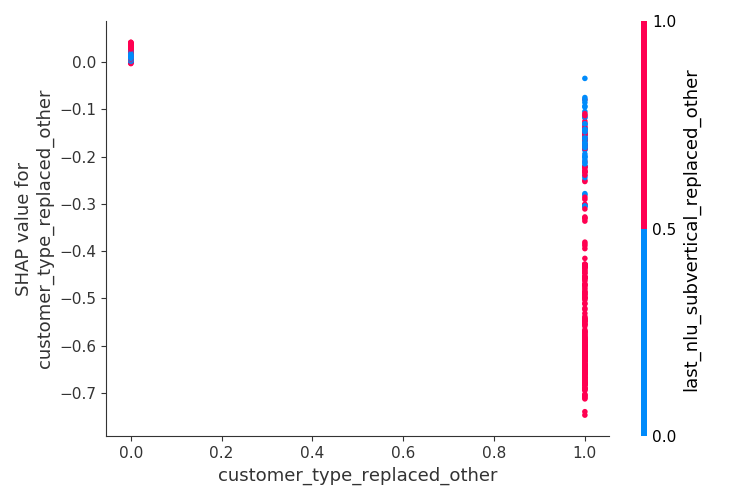 0.0
−0.1
−0.2
−0.3
−0.4
−0.5
−0.6
−0.7
SHAP value for
customer_type_replaced_other
0.0 0.2 0.4 0.6 0.8 1.0
customer_type_replaced_other
1.0
0.5
0.0
last_nlu_subvertical_replaced_other